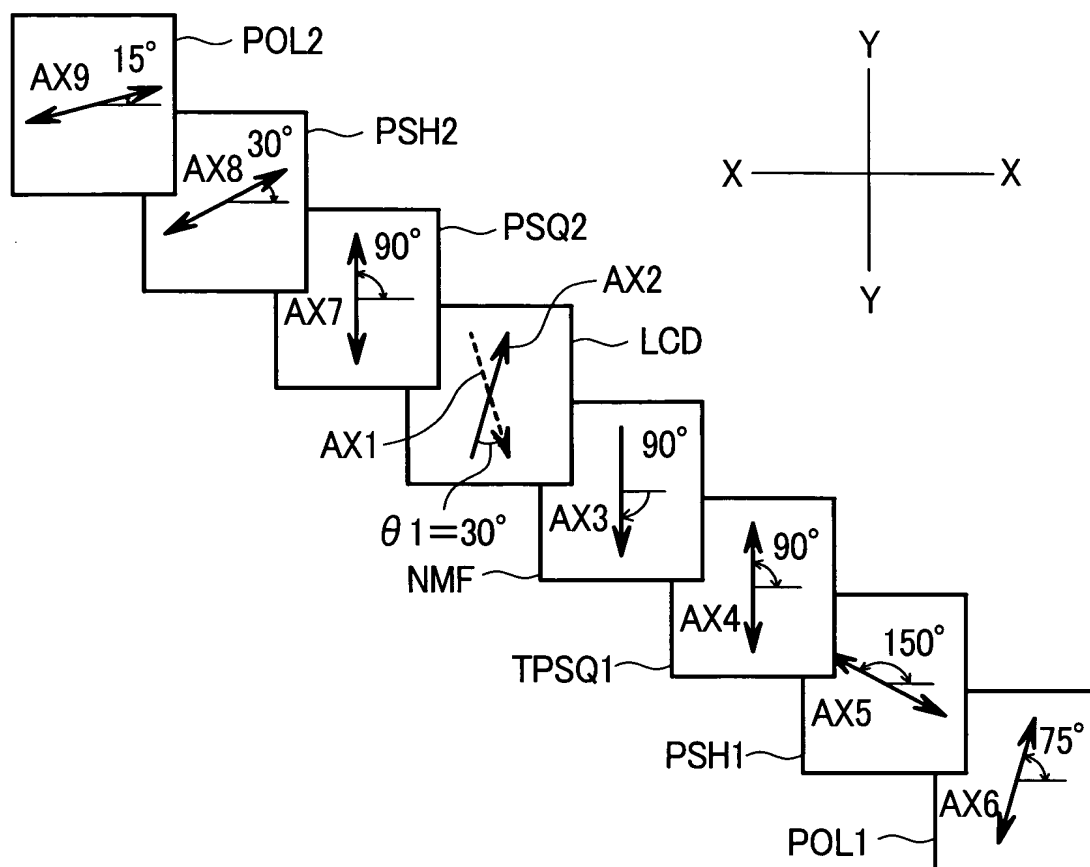 POL2
15°
AX9
PSH2
30°
AX8
Y
X
X
Y
PSQ2
90°
AX7
AX2
LCD
AX1
θ1=30°
90°
AX3
NMF
90°
AX4
TPSQ1
150°
AX5
PSH1
75°
AX6
POL1